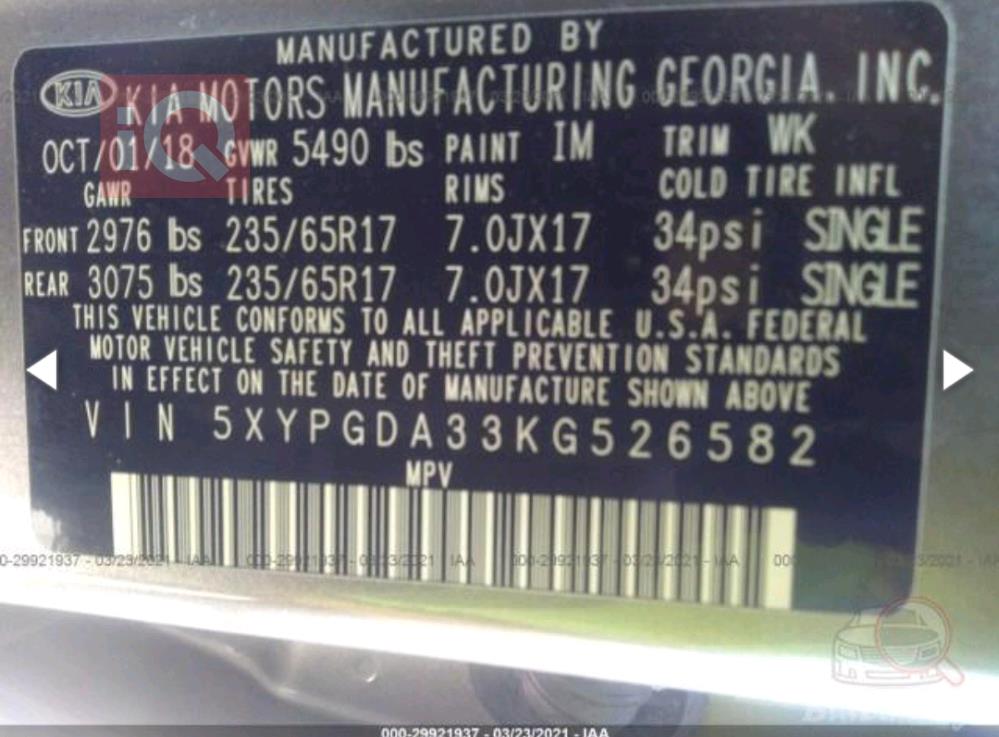 MANUFACTURED BY
KIA KIA MOTORS MANUFACTURING GEORGIA, INC.
OCT/01/18 GVWR 5490 lbs PAINT IM TRIM WK
GAWR TIRES RIMS COLD TIRE INFL
FRONT 2976 lbs 235/65R17 7.0JX17 34psi SINGLE
REAR 3075 lbs 235/65R17 7.0JX17 34psi SINGLE
THIS VEHICLE CONFORMS TO ALL APPLICABLE U.S.A. FEDERAL
MOTOR VEHICLE SAFETY AND THEFT PREVENTION STANDARDS
IN EFFECT ON THE DATE OF MANUFACTURE SHOWN ABOVE
VIN 5XYPGDA33KG526582
MPV
iQ
000-29921937 - 03/23/2021 - IAA